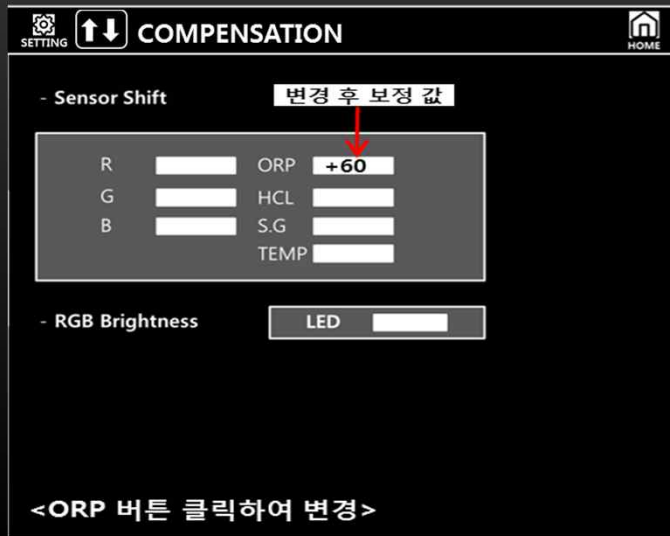 SETTING COMPENSATION HOME
- Sensor Shift
변경 후 보정 값
R ORP +60
G HCL
B S.G
TEMP
- RGB Brightness LED
<ORP 버튼 클릭하여 변경>